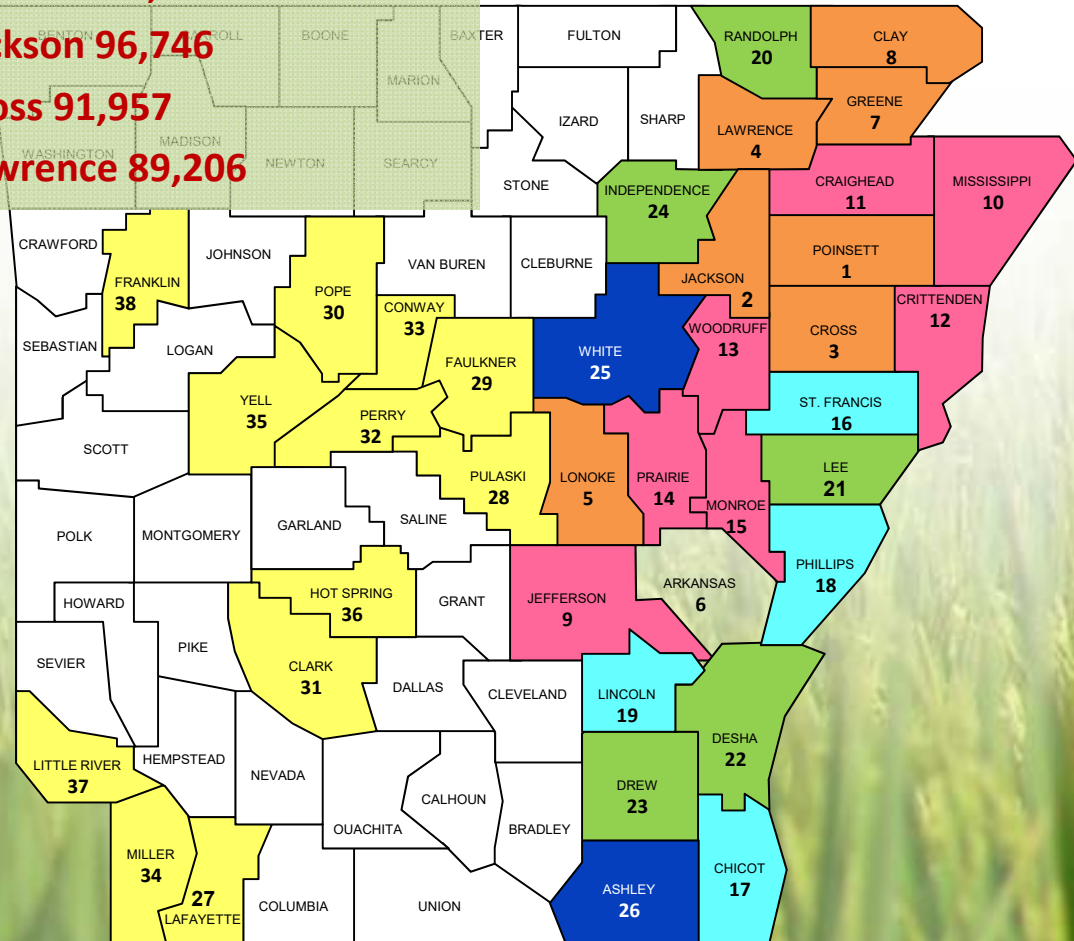 ckson 96,746
oss 91,957
wrence 89,206
BENTON
CARROLL
BOONE
BAXTER
FULTON
RANDOLPH
20
CLAY
8
MARION
IZARD
SHARP
LAWRENCE
4
GREENE
7
WASHINGTON
MADISON
NEWTON
SEARCY
STONE
INDEPENDENCE
24
CRAIGHEAD
11
MISSISSIPPI
10
CRAWFORD
FRANKLIN
38
JOHNSON
POPE
30
VAN BUREN
CLEBURNE
JACKSON
2
POINSETT
1
CONWAY
33
WOODRUFF
13
CRITTENDEN
12
SEBASTIAN
LOGAN
FAULKNER
29
WHITE
25
CROSS
3
YELL
35
PERRY
32
ST. FRANCIS
16
SCOTT
PULASKI
28
LONOKE
5
PRAIRIE
14
MONROE
15
LEE
21
POLK
MONTGOMERY
GARLAND
SALINE
PHILLIPS
18
HOWARD
HOT SPRING
36
GRANT
JEFFERSON
9
ARKANSAS
6
SEVIER
PIKE
CLARK
31
DALLAS
CLEVELAND
LINCOLN
19
DESHA
22
LITTLE RIVER
37
HEMPSTEAD
NEVADA
OUACHITA
CALHOUN
BRADLEY
DREW
23
MILLER
34
27
LAFAYETTE
COLUMBIA
UNION
ASHLEY
26
CHICOT
17